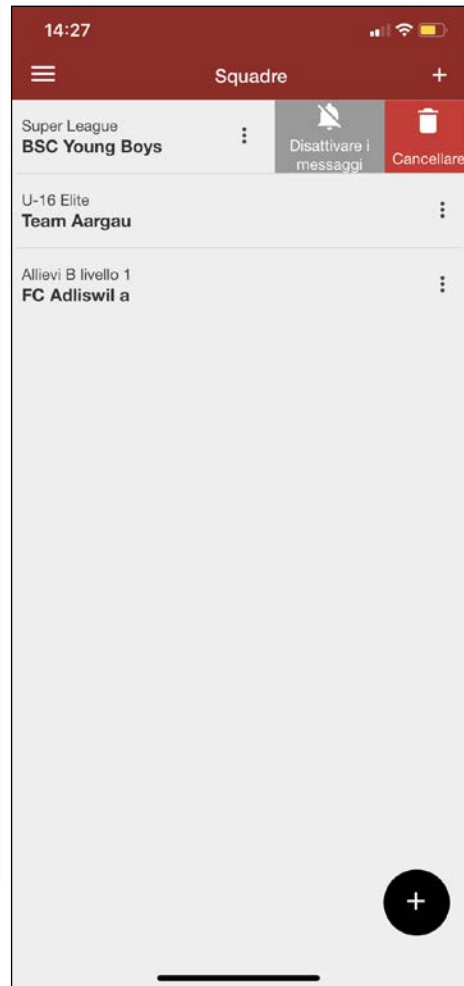 14:27
Squadre
+
Super League
BSC Young Boys
Disattivare i
messaggi
Cancellare
U-16 Elite
Team Aargau
Allievi B livello 1
FC Adliswil a
+